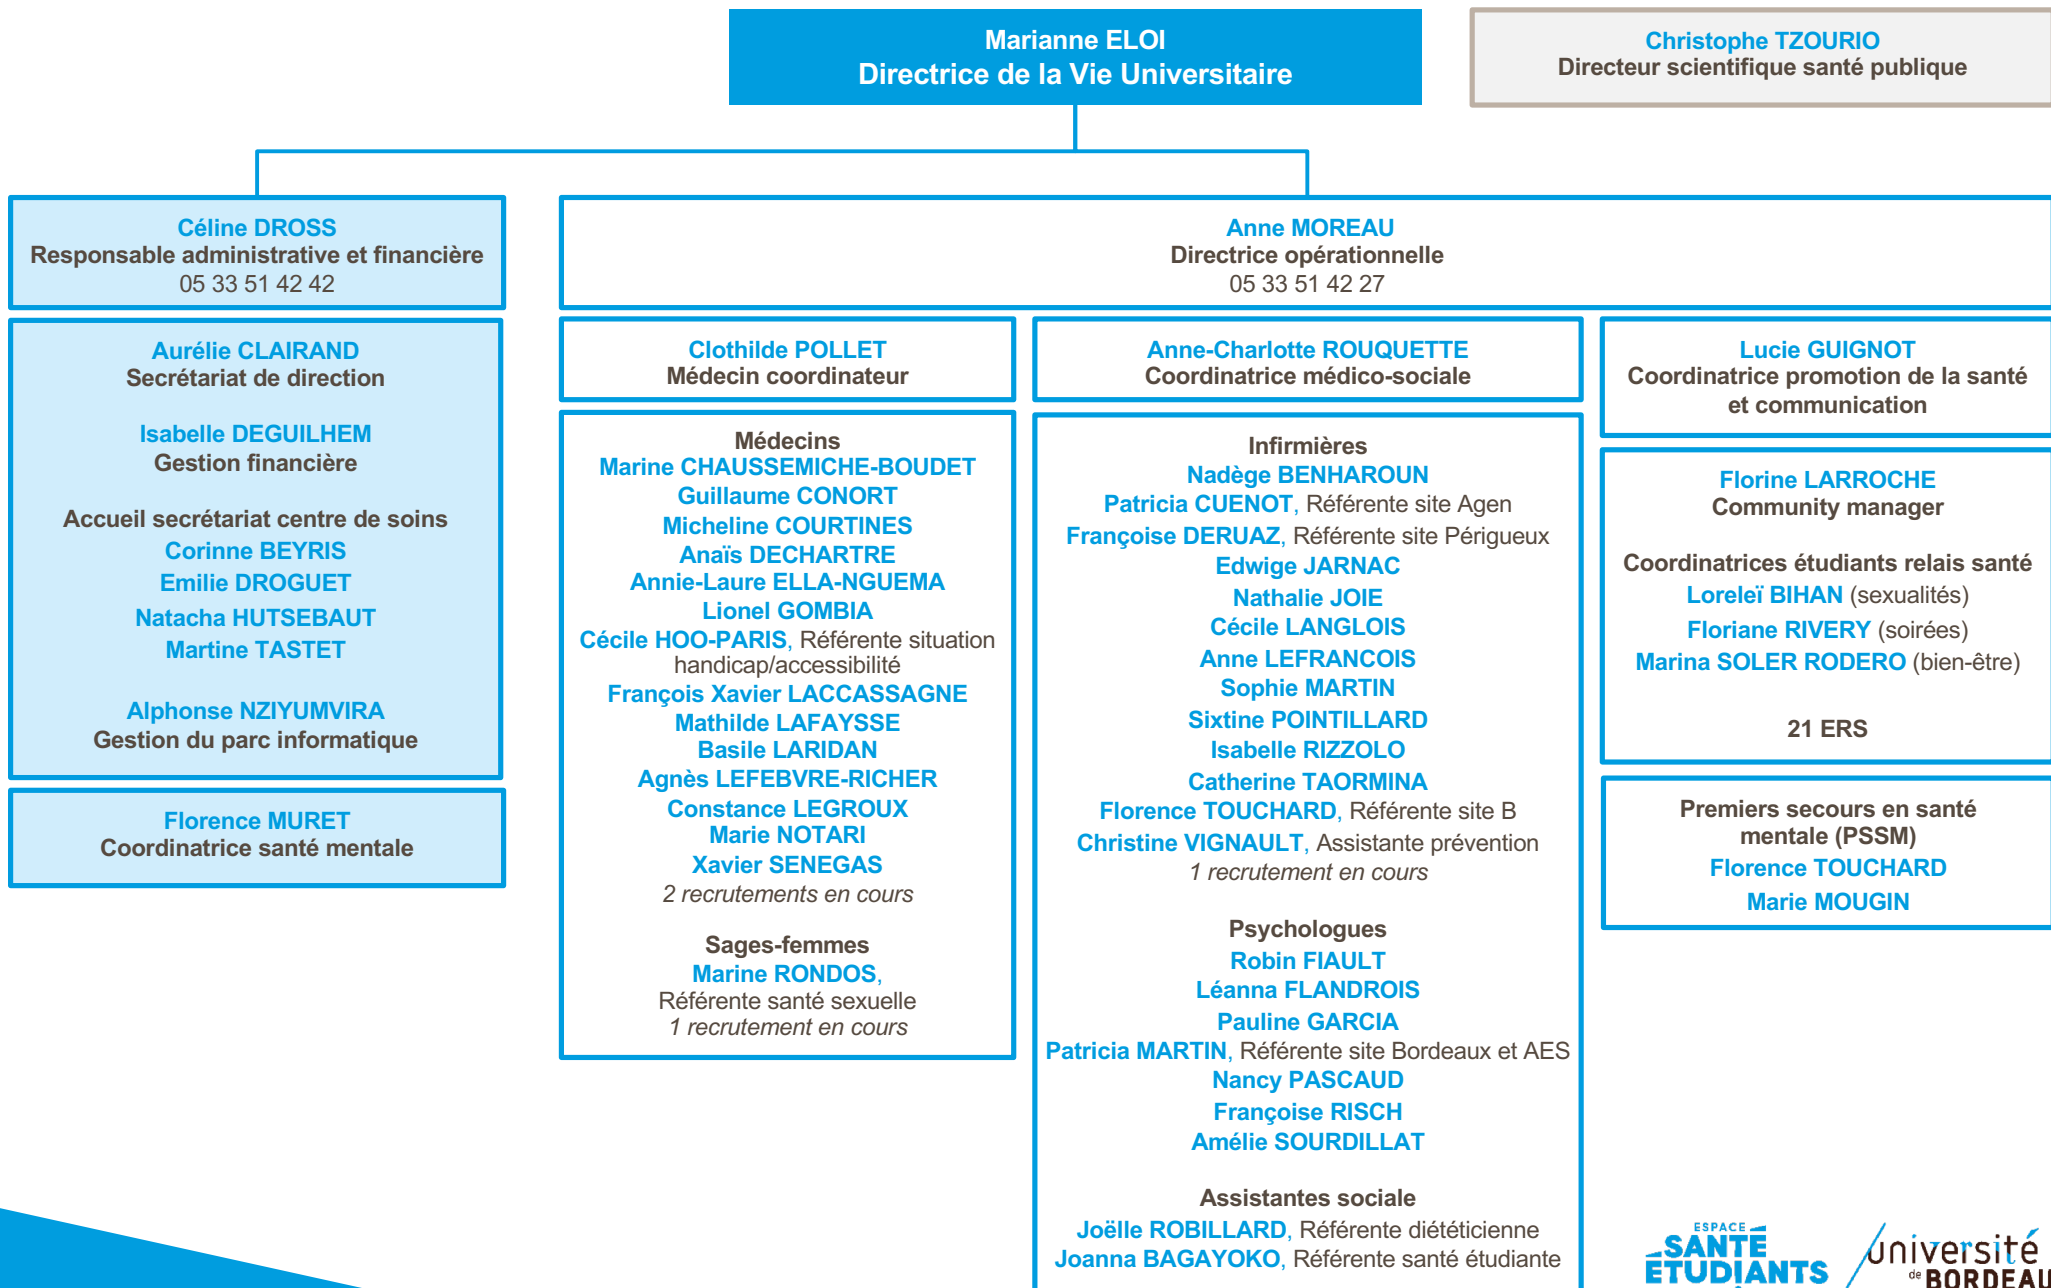 Marianne ELOI
Directrice de la Vie Universitaire
Christophe TZOURIO
Directeur scientifique santé publique
Céline DROSS
Responsable administrative et financière
05 33 51 42 42
Anne MOREAU
Directrice opérationnelle
05 33 51 42 27
Aurélie CLAIRAND
Secrétariat de direction
Isabelle DEGUILHEM
Gestion financière
Accueil secrétariat centre de soins
Corinne BEYRIS
Emilie DROGUET
Natacha HUTSEBAUT
Martine TASTET
Alphonse NZIYUMVIRA
Gestion du parc informatique
Florence MURET
Coordinatrice santé mentale
Clothilde POLLET
Médecin coordinateur
Médecins
Marine CHAUSSEMICHE-BOUDET
Guillaume CONORT
Micheline COURTINES
Anaïs DECHARTRE
Annie-Laure ELLA-NGUEMA
Lionel GOMBIA
Cécile HOO-PARIS, Référente situation
handicap/accessibilité
François Xavier LACCASSAGNE
Mathilde LAFAYSSE
Basile LARIDAN
Agnès LEFEBVRE-RICHER
Constance LEGROUX
Marie NOTARI
Xavier SENEGAS
2 recrutements en cours
Sages-femmes
Marine RONDOS,
Référente santé sexuelle
1 recrutement en cours
Anne-Charlotte ROUQUETTE
Coordinatrice médico-sociale
Infirmières
Nadège BENHAROUN
Patricia CUENOT, Référente site Agen
Françoise DERUAZ, Référente site Périgueux
Edwige JARNAC
Nathalie JOIE
Cécile LANGLOIS
Anne LEFRANCOIS
Sophie MARTIN
Sixtine POINTILLARD
Isabelle RIZZOLO
Catherine TAORMINA
Florence TOUCHARD, Référente site B
Christine VIGNAULT, Assistante prévention
1 recrutement en cours
Psychologues
Robin FIAULT
Léanna FLANDROIS
Pauline GARCIA
Patricia MARTIN, Référente site Bordeaux et AES
Nancy PASCAUD
Françoise RISCH
Amélie SOURDILLAT
Assistantes sociale
Joëlle ROBILLARD, Référente diététicienne
Joanna BAGAYOKO, Référente santé étudiante
Lucie GUIGNOT
Coordinatrice promotion de la santé
et communication
Florine LARROCHE
Community manager
Coordinatrices étudiants relais santé
Loreleï BIHAN (sexualités)
Floriane RIVERY (soirées)
Marina SOLER RODERO (bien-être)
21 ERS
Premiers secours en santé
mentale (PSSM)
Florence TOUCHARD
Marie MOUGIN
ESPACE
SANTÉ
ETUDIANTS
université
de BORDEAU